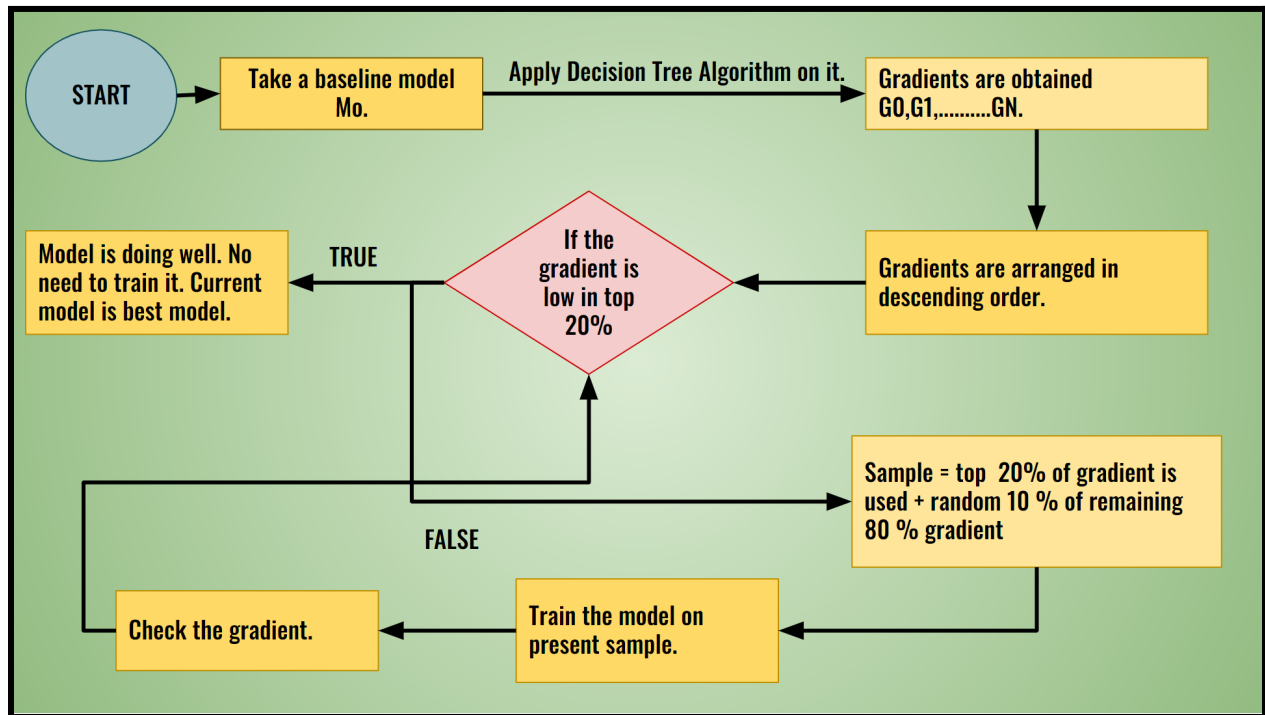 START
Take a baseline model
Mo.
Apply Decision Tree Algorithm on it.
Gradients are obtained
G0,G1,..........GN.
Model is doing well. No
need to train it. Current
model is best model.
TRUE
If the
gradient is
low in top
20%
Gradients are arranged in
descending order.
Sample = top  20% of gradient is
used + random 10 % of remaining
80 % gradient
FALSE
Check the gradient.
Train the model on
present sample.